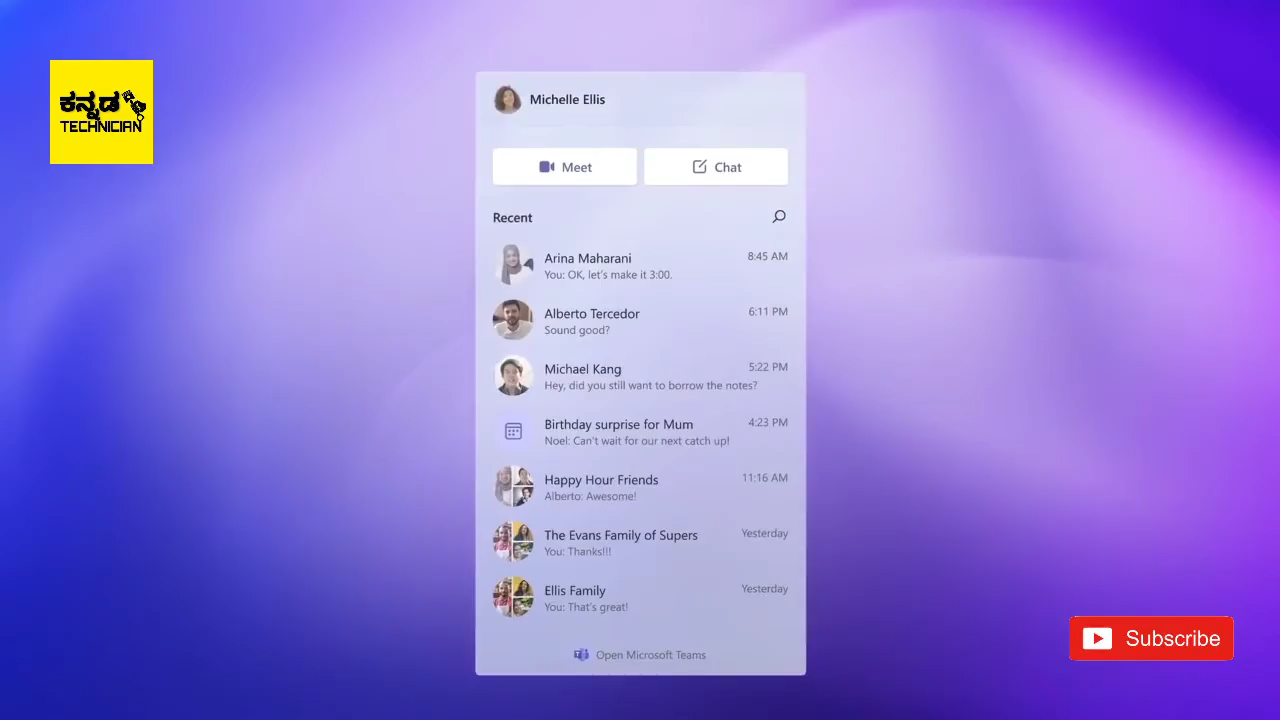 ಕನ್ನಡ
TECHNICIAN
Michelle Ellis
Meet
Chat
Recent
Arina Maharani
8:45 AM
You: OK, let's make it 3:00.
Alberto Tercedor
6:11 PM
Sound good?
Michael Kang
5:22 PM
Hey, did you still want to borrow the notes?
Birthday surprise for Mum
4:23 PM
Noel: Can't wait for our next catch up!
Happy Hour Friends
11:16 AM
Alberto: Awesome!
The Evans Family of Supers
Yesterday
You: Thanks!!!
Ellis Family
Yesterday
You: That's great!
Open Microsoft Teams
Subscribe